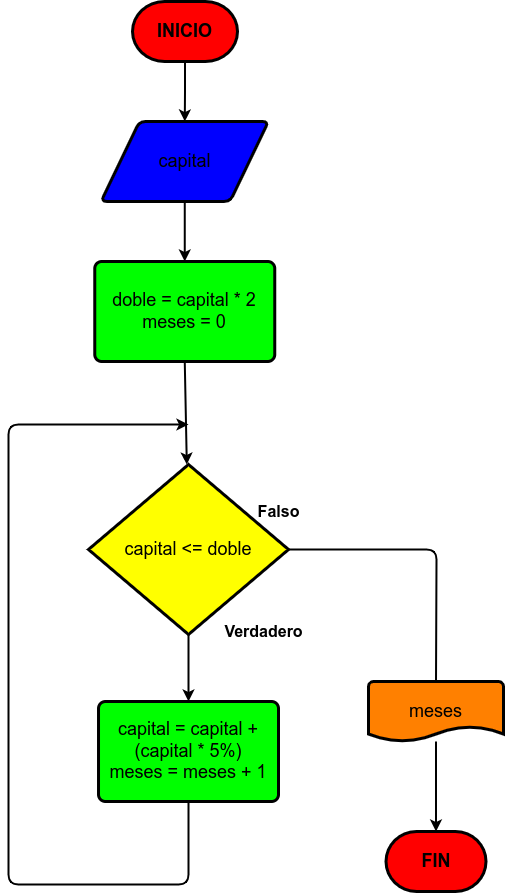 INICIO
capital
doble = capital * 2
meses = 0
Falso
capital <= doble
Verdadero
capital = capital +
(capital * 5%)
meses = meses + 1
meses
FIN